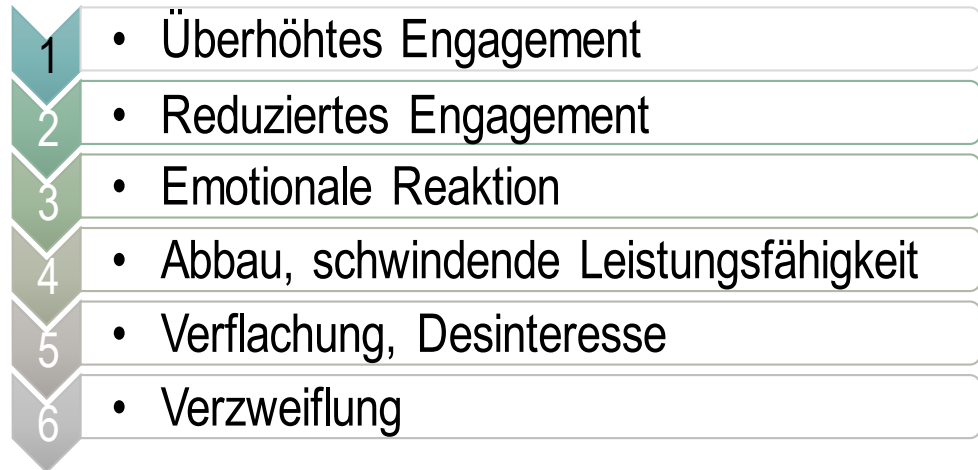 1 • Überhöhtes Engagement
2 • Reduziertes Engagement
3 • Emotionale Reaktion
4 • Abbau, schwindende Leistungsfähigkeit
5 • Verflachung, Desinteresse
6 • Verzweiflung